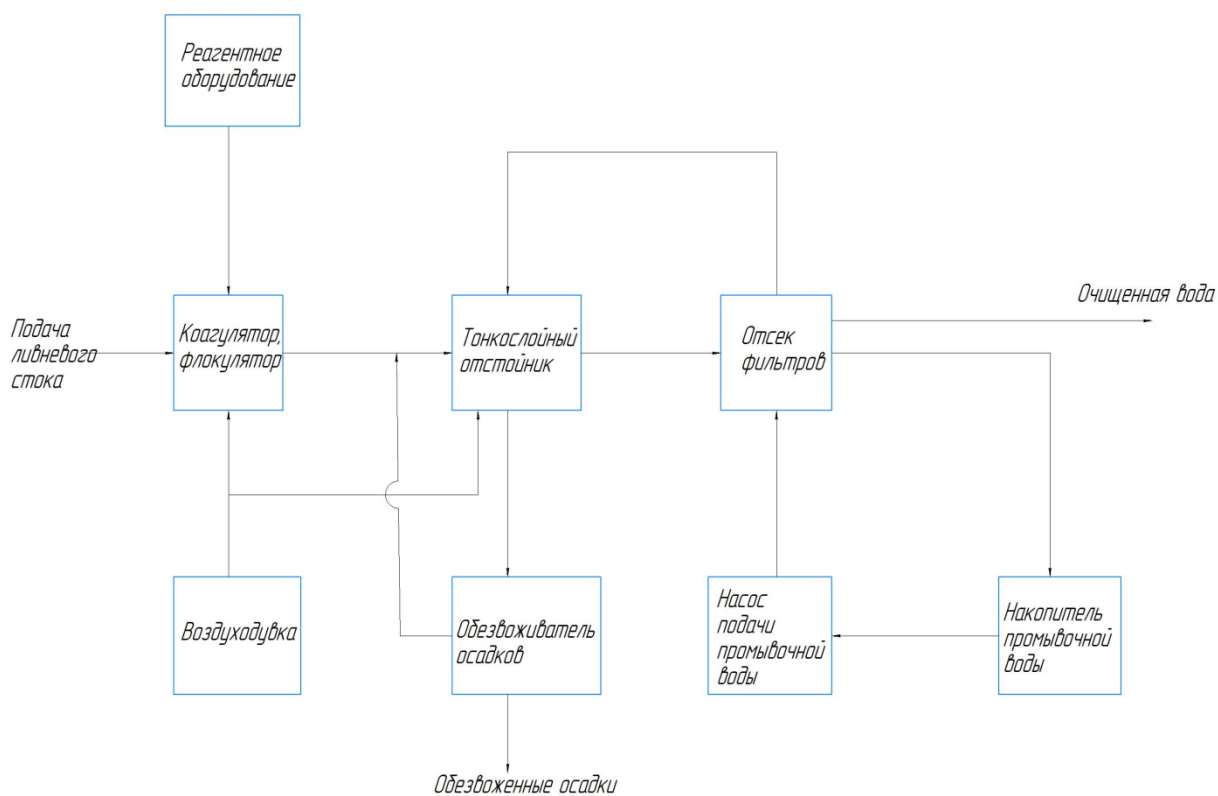 Реагентное
оборудование
Подача
ливневого
стока
Коагулятор,
флокулятор
Тонкослойный
отстойник
Отсек
фильтров
Очищенная вода
Воздуходувка
Обезвоживатель
осадков
Насос
подачи
промывочной
воды
Накопитель
промывочной
воды
Обезвоженные осадки